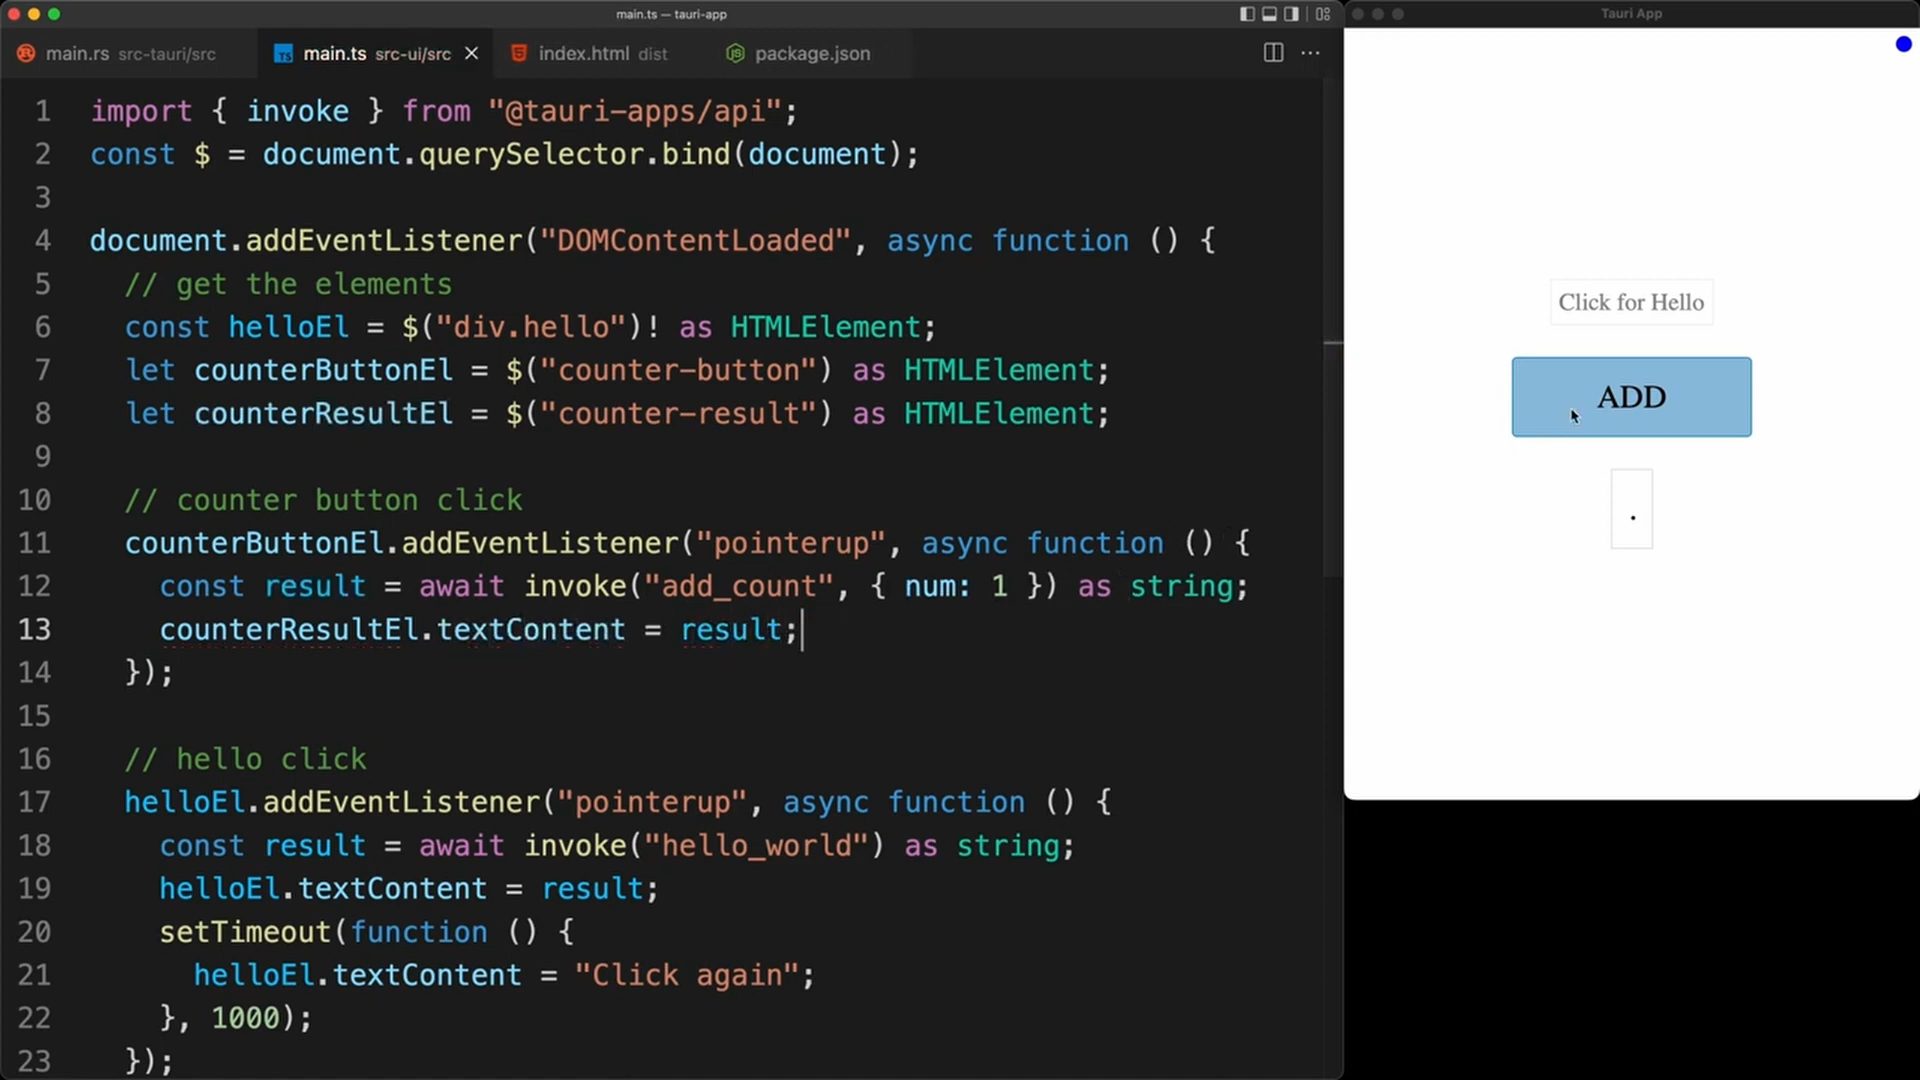 main.ts — tauri-app
main.rs src-tauri/src
main.ts src-ui/src
index.html dist
package.json
1 import { invoke } from "@tauri-apps/api";
2 const $ = document.querySelector.bind(document);
3
4 document.addEventListener("DOMContentLoaded", async function () {
5 // get the elements
6 const helloEl = $("div.hello")! as HTMLElement;
7 let counterButtonEl = $("counter-button") as HTMLElement;
8 let counterResultEl = $("counter-result") as HTMLElement;
9
10 // counter button click
11 counterButtonEl.addEventListener("pointerup", async function () {
12 const result = await invoke("add_count", { num: 1 }) as string;
13 counterResultEl.textContent = result;
14 });
15
16 // hello click
17 helloEl.addEventListener("pointerup", async function () {
18 const result = await invoke("hello_world") as string;
19 helloEl.textContent = result;
20 setTimeout(function () {
21 helloEl.textContent = "Click again";
22 }, 1000);
23 });
Tauri App
Click for Hello
ADD
.